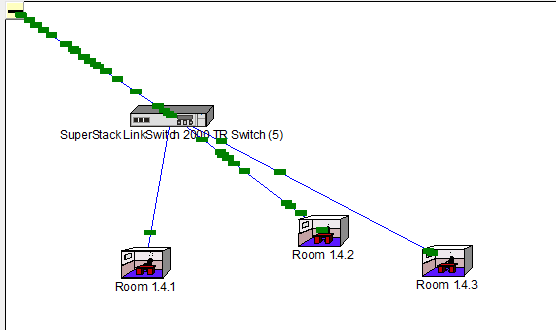 SuperStack LinkSwitch 2000 TR Switch (5)
Room 1.4.2
Room 1.4.1
Room 1.4.3